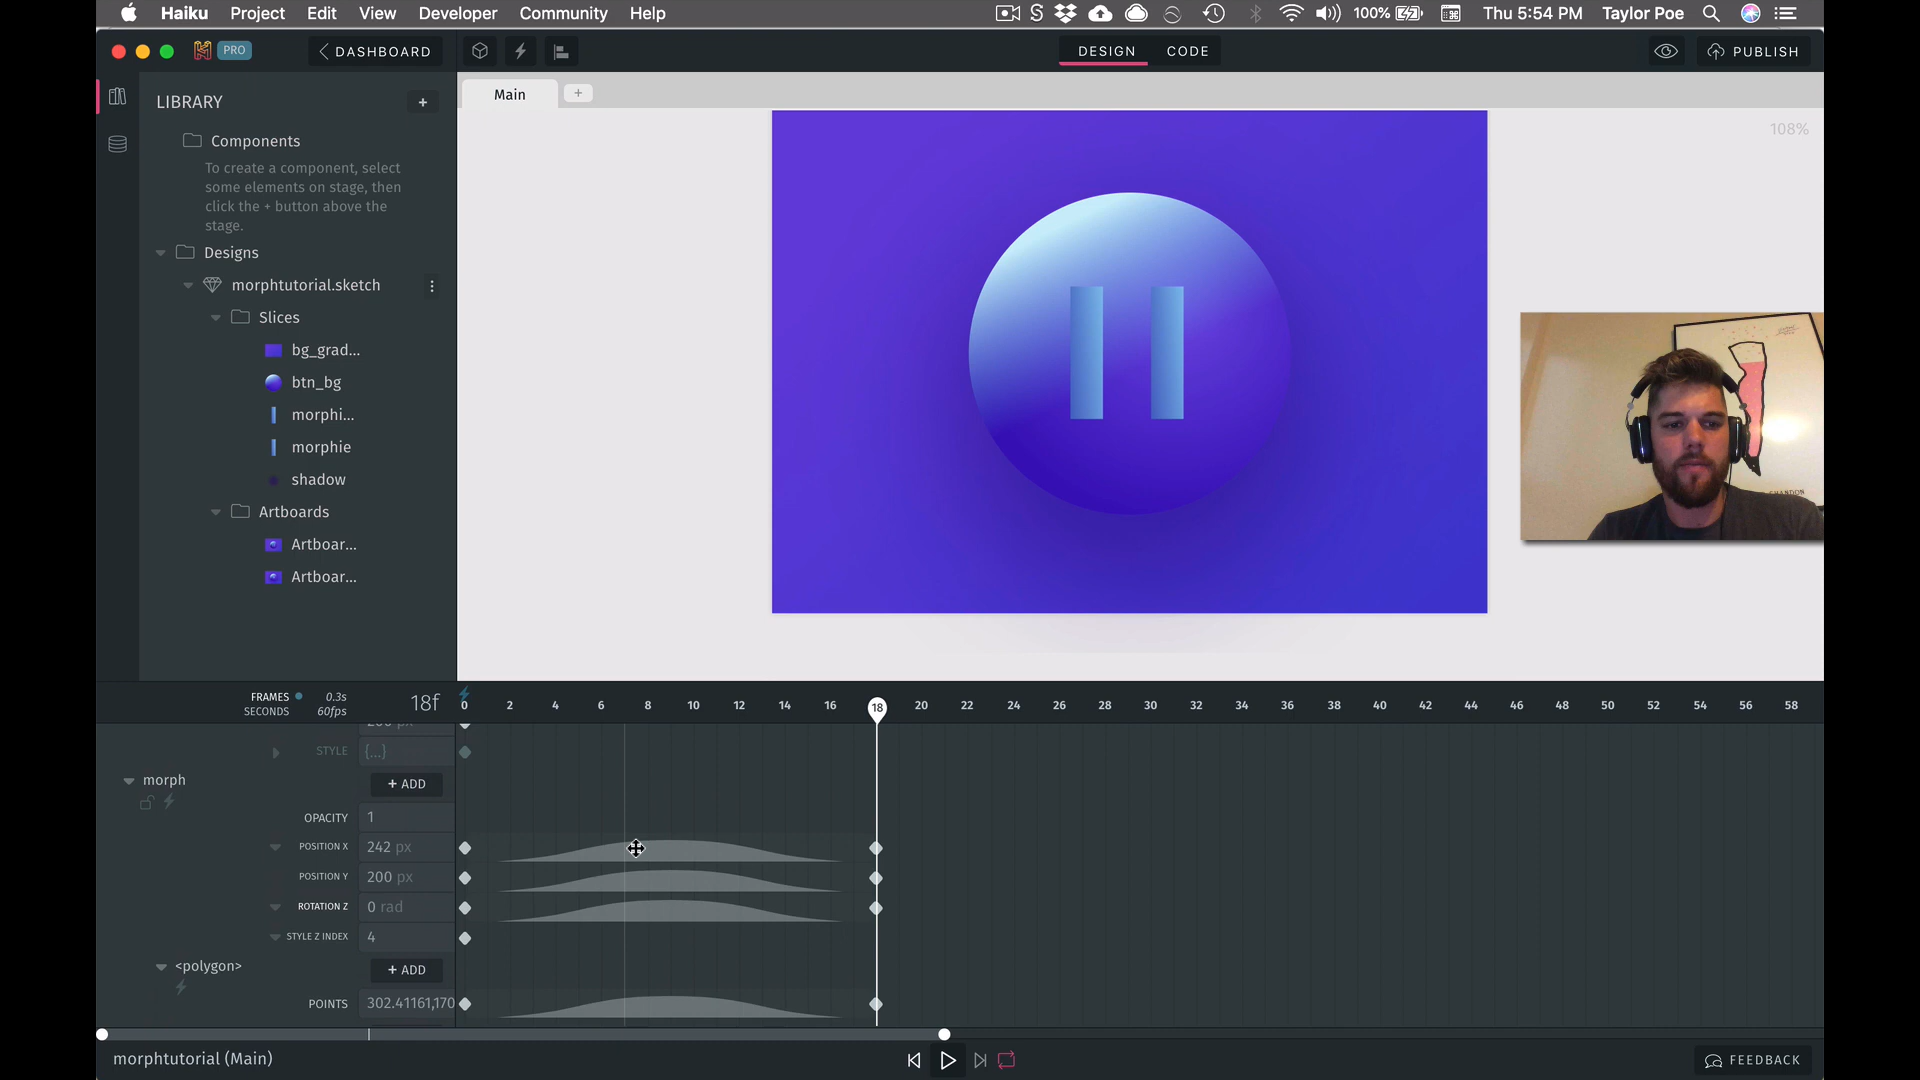 Haiku Project Edit View Developer Community Help 100% Thu 5:54 PM Taylor Poe
PRO DASHBOARD DESIGN CODE PUBLISH
LIBRARY +
Main +
108%
Components
To create a component, select
some elements on stage, then
click the + button above the
stage.
Designs
morphtutorial.sketch
Slices
bg_grad...
btn_bg
morphi...
morphie
shadow
Artboards
Artboar...
Artboar...
FRAMES 0.3s
SECONDS 60fps
18f
0 2 4 6 8 10 12 14 16 18 20 22 24 26 28 30 32 34 36 38 40 42 44 46 48 50 52 54 56 58
STYLE {...}
morph + ADD
OPACITY 1
POSITION X 242 px
POSITION Y 200 px
ROTATION Z 0 rad
STYLE Z INDEX 4
<polygon> + ADD
POINTS 302.41161,170
morphtutorial (Main)
FEEDBACK